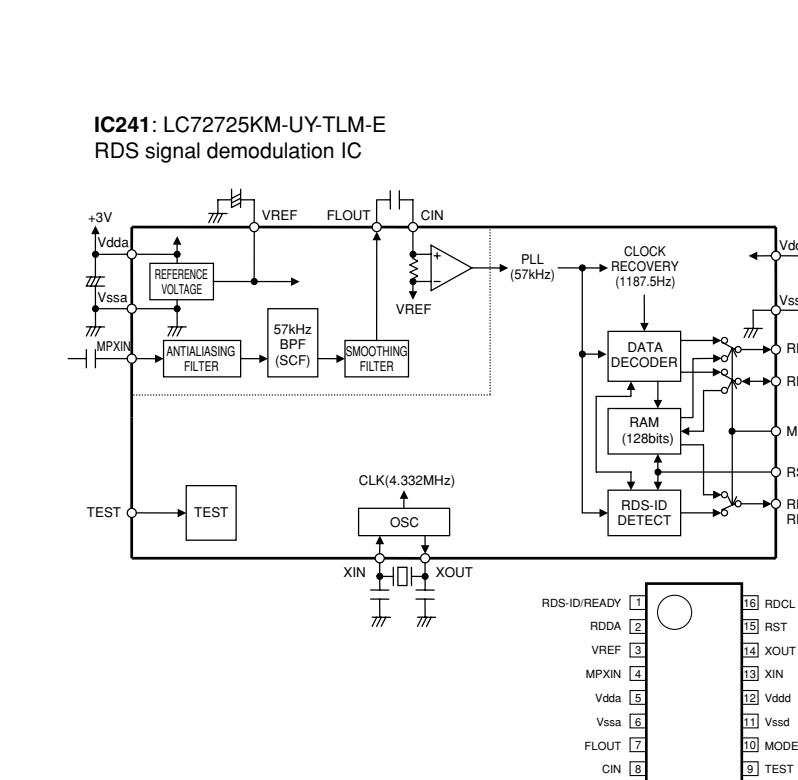 IC241: LC72725KM-UY-TLM-E
RDS signal demodulation IC
+3V
VREF
FLOUT
CIN
Vdda
REFERENCE
VOLTAGE
Vssa
+
−
VREF
PLL
(57kHz)
CLOCK
RECOVERY
(1187.5Hz)
MPXIN
ANTIALIASING
FILTER
57kHz
BPF
(SCF)
SMOOTHING
FILTER
DATA
DECODER
RAM
(128bits)
RDS-ID
DETECT
TEST
TEST
CLK(4.332MHz)
OSC
XIN
XOUT
RDS-ID/READY 1
RDDA 2
VREF 3
MPXIN 4
Vdda 5
Vssa 6
FLOUT 7
CIN 8
16 RDCL
15 RST
14 XOUT
13 XIN
12 Vddd
11 Vssd
10 MODE
9 TEST